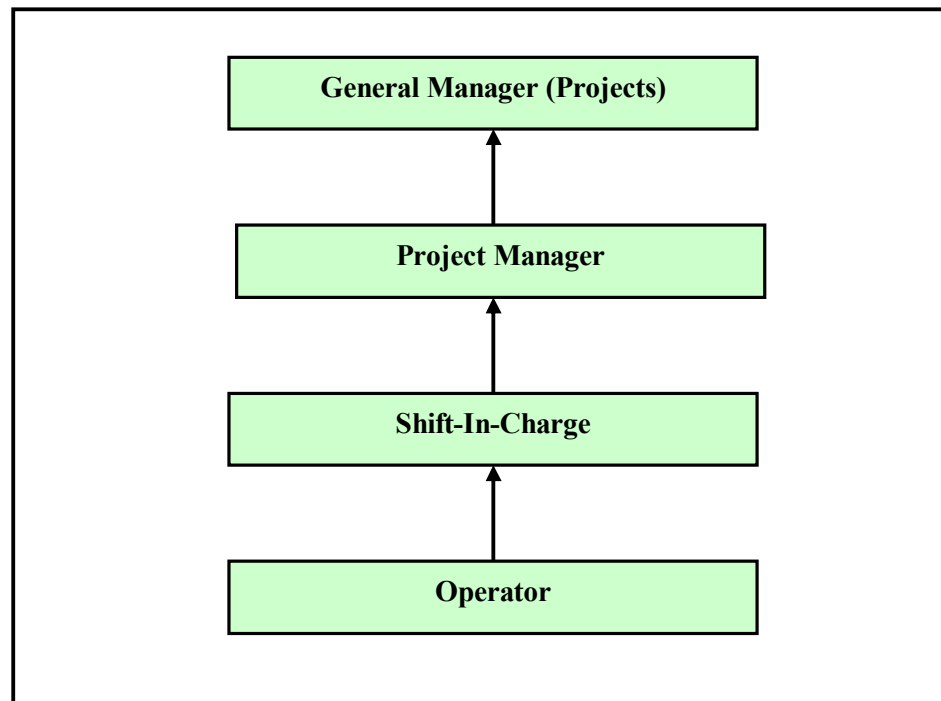 General Manager (Projects)
Project Manager
Shift-In-Charge
Operator